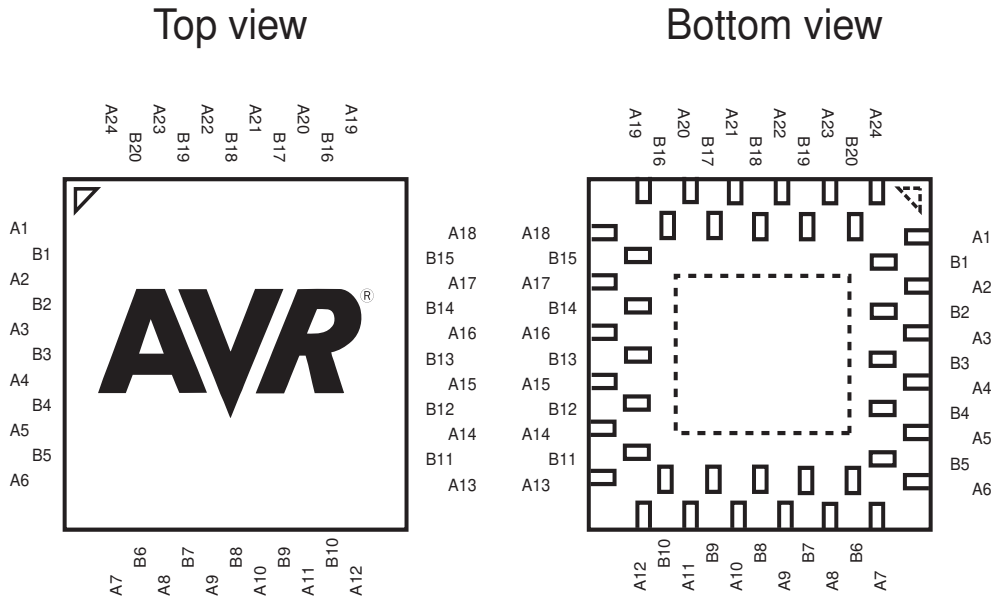 Top view
Bottom view
A24 B20 A23 B19 A22 B18 A21 B17 A20 B16 A19
A19 B16 A20 B17 A21 B18 A22 B19 A23 B20 A24
A1
B1
A2
B2
A3
B3
A4
B4
A5
B5
A6
AVR®
A18
B15
A17
B14
A16
B13
A15
B12
A14
B11
A13
A18
B15
A17
B14
A16
B13
A15
B12
A14
B11
A13
A1
B1
A2
B2
A3
B3
A4
B4
A5
B5
A6
A7 B6 A8 B7 A9 B8 A10 B9 A11 B10 A12
A12 B10 A11 B9 A10 B8 A9 B7 A8 B6 A7